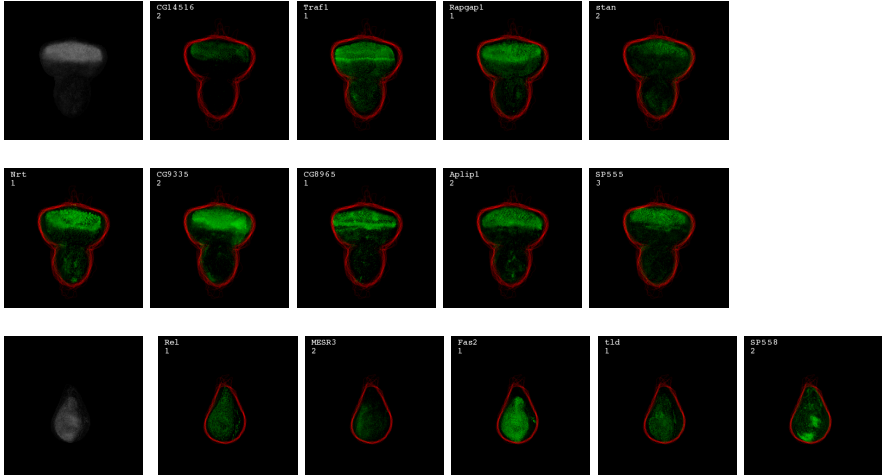 CG14516
2
Traf1
1
Rapgap1
1
stan
2
Nrt
1
CG9335
2
CG8965
1
Aplip1
2
SP555
3
Rel
1
MESR3
2
Fas2
1
tld
1
SP558
2